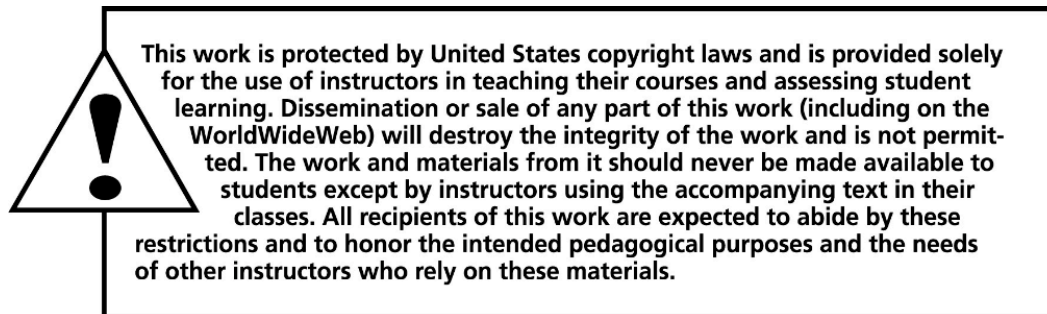 This work is protected by United States copyright laws and is provided solely
for the use of instructors in teaching their courses and assessing student
learning. Dissemination or sale of any part of this work (including on the
WorldWideWeb) will destroy the integrity of the work and is not permit-
ted. The work and materials from it should never be made available to
students except by instructors using the accompanying text in their
classes. All recipients of this work are expected to abide by these
restrictions and to honor the intended pedagogical purposes and the needs
of other instructors who rely on these materials.